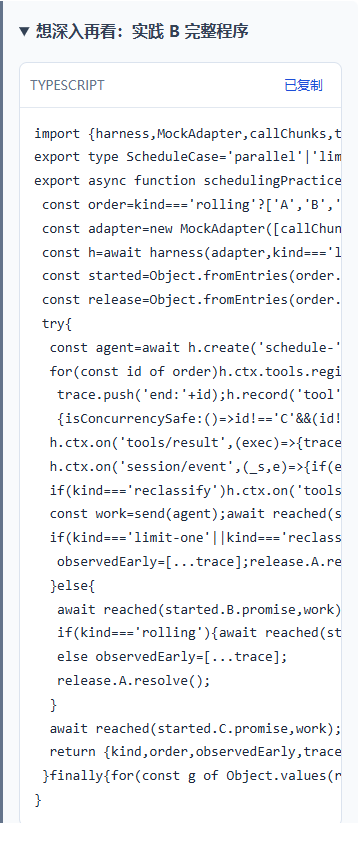 ▼ 想深入再看：实践 B 完整程序
TYPESCRIPT 已复制
import {harness,MockAdapter,callChunks,t
export type ScheduleCase='parallel'|'lim
export async function schedulingPractice
const order=kind==='rolling'?['A','B','
const adapter=new MockAdapter([callChun
const h=await harness(adapter,kind==='l
const started=Object.fromEntries(order.
const release=Object.fromEntries(order.
try{
const agent=await h.create('schedule-'
for(const id of order)h.ctx.tools.regi
trace.push('end:'+id);h.record('tool'
{isConcurrencySafe:()=>id!=='C'&&(id!
h.ctx.on('tools/result',(exec)=>{trace
h.ctx.on('session/event',(_s,e)=>{if(e
if(kind==='reclassify')h.ctx.on('tools
const work=send(agent);await reached(s
if(kind==='limit-one'||kind==='reclass
observedEarly=[...trace];release.A.re
}else{
await reached(started.B.promise,work)
if(kind==='rolling'){await reached(st
else observedEarly=[...trace];
release.A.resolve();
}
await reached(started.C.promise,work);
return {kind,order,observedEarly,trace
}finally{for(const g of Object.values(r
}